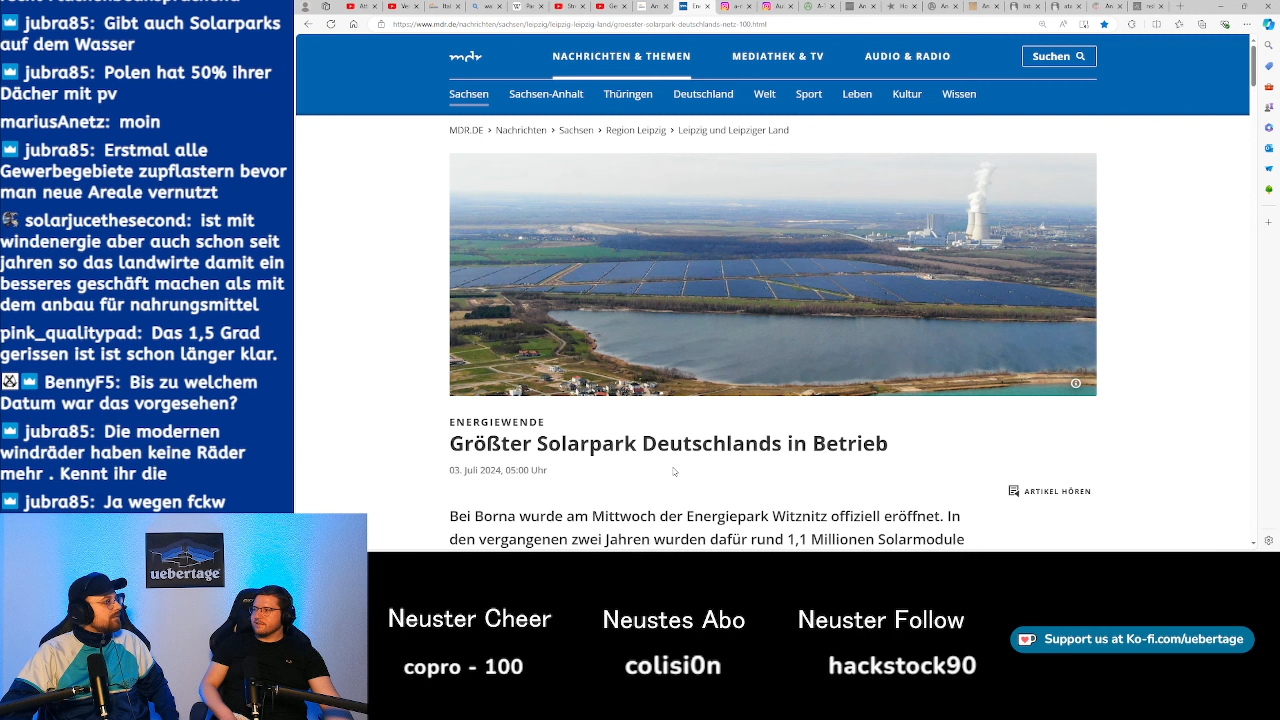 jubra85: Gibt auch Solarparks
auf dem Wasser
jubra85: Polen hat 50% ihrer
Dächer mit pv
mariusAnetz: moin
jubra85: Erstmal alle
Gewerbegebiete zupflastern bevor
man neue Areale vernutzt
solarjucethesecond: ist mit
windenergie aber auch schon seit
jahren so das landwirte damit ein
besseres geschäft machen als mit
dem anbau für nahrungsmittel
pink_qualitypad: Das 1,5 Grad
gerissen ist ist schon länger klar.
BennyF5: Bis zu welchem
Datum war das vorgesehen?
jubra85: Die modernen
windräder haben keine Räder
mehr . Kennt ihr die
jubra85: Ja wegen fckw
https://www.mdr.de/nachrichten/sachsen/leipzig/leipzig-leipzig-land/groesster-solarpark-deutschlands-netz-100.html
mdr
NACHRICHTEN & THEMEN
MEDIATHEK & TV
AUDIO & RADIO
Suchen
Sachsen
Sachsen-Anhalt
Thüringen
Deutschland
Welt
Sport
Leben
Kultur
Wissen
MDR.DE > Nachrichten > Sachsen > Region Leipzig > Leipzig und Leipziger Land
ENERGIEWENDE
Größter Solarpark Deutschlands in Betrieb
03. Juli 2024, 05:00 Uhr
ARTIKEL HÖREN
Bei Borna wurde am Mittwoch der Energiepark Witznitz offiziell eröffnet. In
den vergangenen zwei Jahren wurden dafür rund 1,1 Millionen Solarmodule
uebertage
Neuster Cheer
copro - 100
Neustes Abo
colisi0n
Neuster Follow
hackstock90
Support us at Ko-fi.com/uebertage